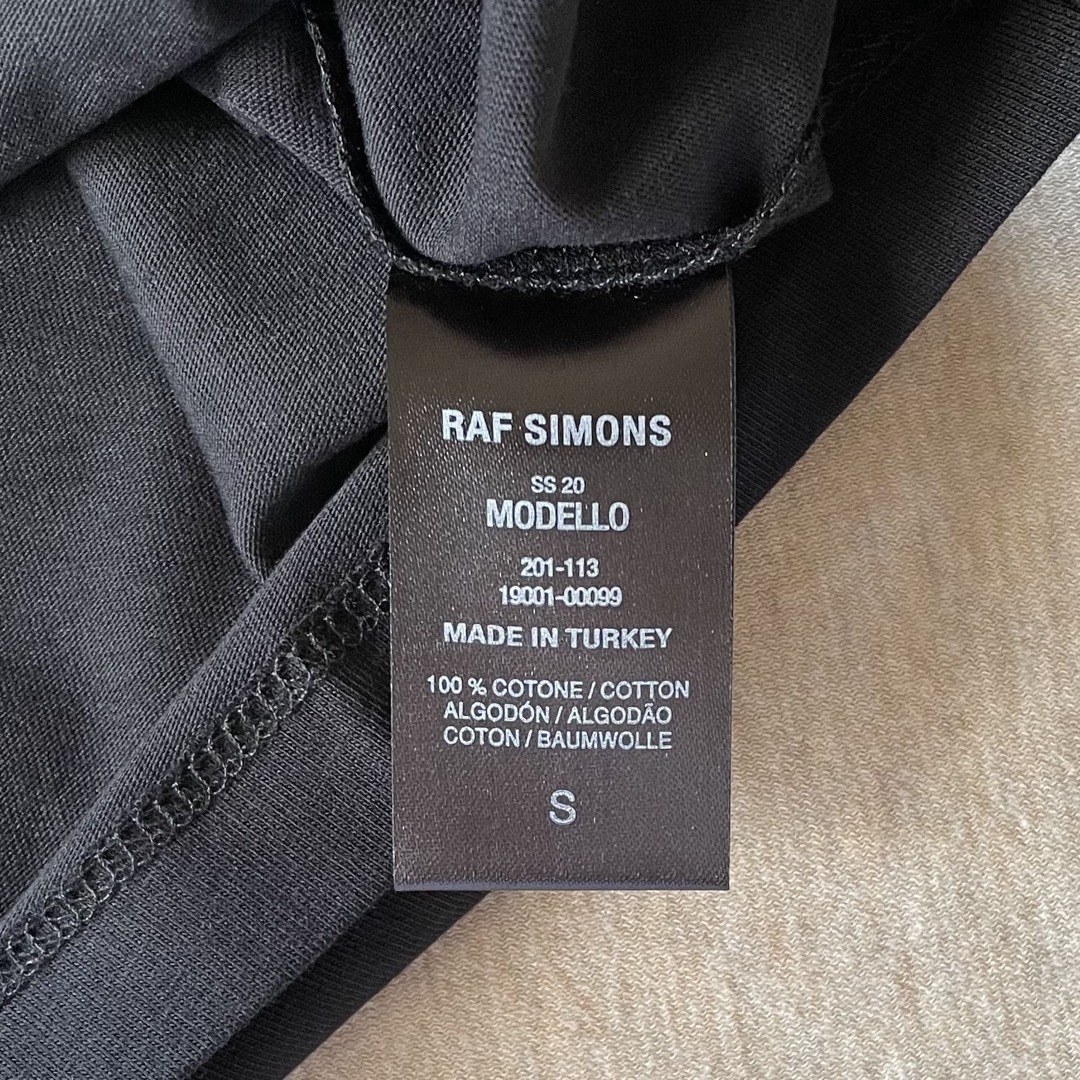 RAF SIMONS
SS 20
MODELLO
201-113
19001-00099
MADE IN TURKEY
100 % COTONE / COTTON
ALGODÓN / ALGODÃO
COTON / BAUMWOLLE
S